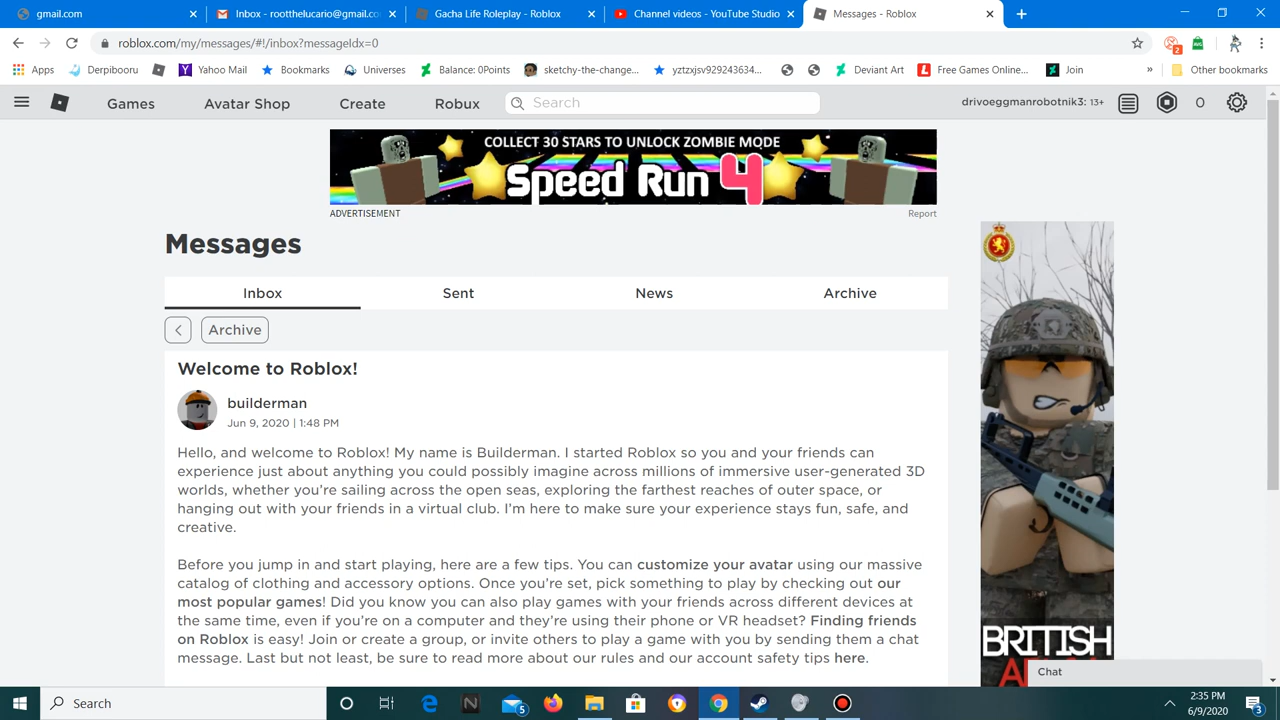 gmail.com
Inbox - rootthelucario@gmail.co
Gacha Life Roleplay - Roblox
Channel videos - YouTube Studio
Messages - Roblox
roblox.com/my/messages/#!/inbox?messageIdx=0
2
Apps
Derpibooru
Yahoo Mail
Bookmarks
Universes
Balance: 0Points
sketchy-the-change...
yztzxjsv929243634...
Deviant Art
Free Games Online...
Join
»
Other bookmarks
Games
Avatar Shop
Create
Robux
Search
drivoeggmanrobotnik3: 13+
0
COLLECT 30 STARS TO UNLOCK ZOMBIE MODE
Speed Run 4
ADVERTISEMENT
Report
Messages
Inbox
Sent
News
Archive
Archive
Welcome to Roblox!
builderman
Jun 9, 2020 | 1:48 PM
Hello, and welcome to Roblox! My name is Builderman. I started Roblox so you and your friends can
experience just about anything you could possibly imagine across millions of immersive user-generated 3D
worlds, whether you're sailing across the open seas, exploring the farthest reaches of outer space, or
hanging out with your friends in a virtual club. I'm here to make sure your experience stays fun, safe, and
creative.
Before you jump in and start playing, here are a few tips. You can customize your avatar using our massive
catalog of clothing and accessory options. Once you're set, pick something to play by checking out our
most popular games! Did you know you can also play games with your friends across different devices at
the same time, even if you're on a computer and they're using their phone or VR headset? Finding friends
on Roblox is easy! Join or create a group, or invite others to play a game with you by sending them a chat
message. Last but not least, be sure to read more about our rules and our account safety tips here.
BRITISH
Chat
Search
5
2:35 PM
6/9/2020
3